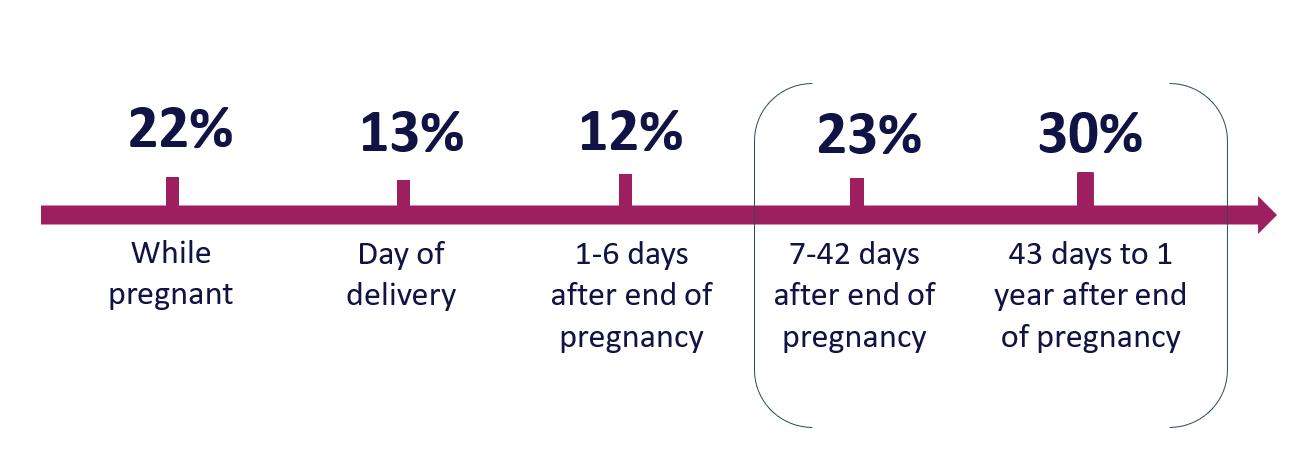 22%
13%
12%
23%
30%
While
pregnant
Day of
delivery
1-6 days
after end of
pregnancy
7-42 days
after end of
pregnancy
43 days to 1
year after end
of pregnancy